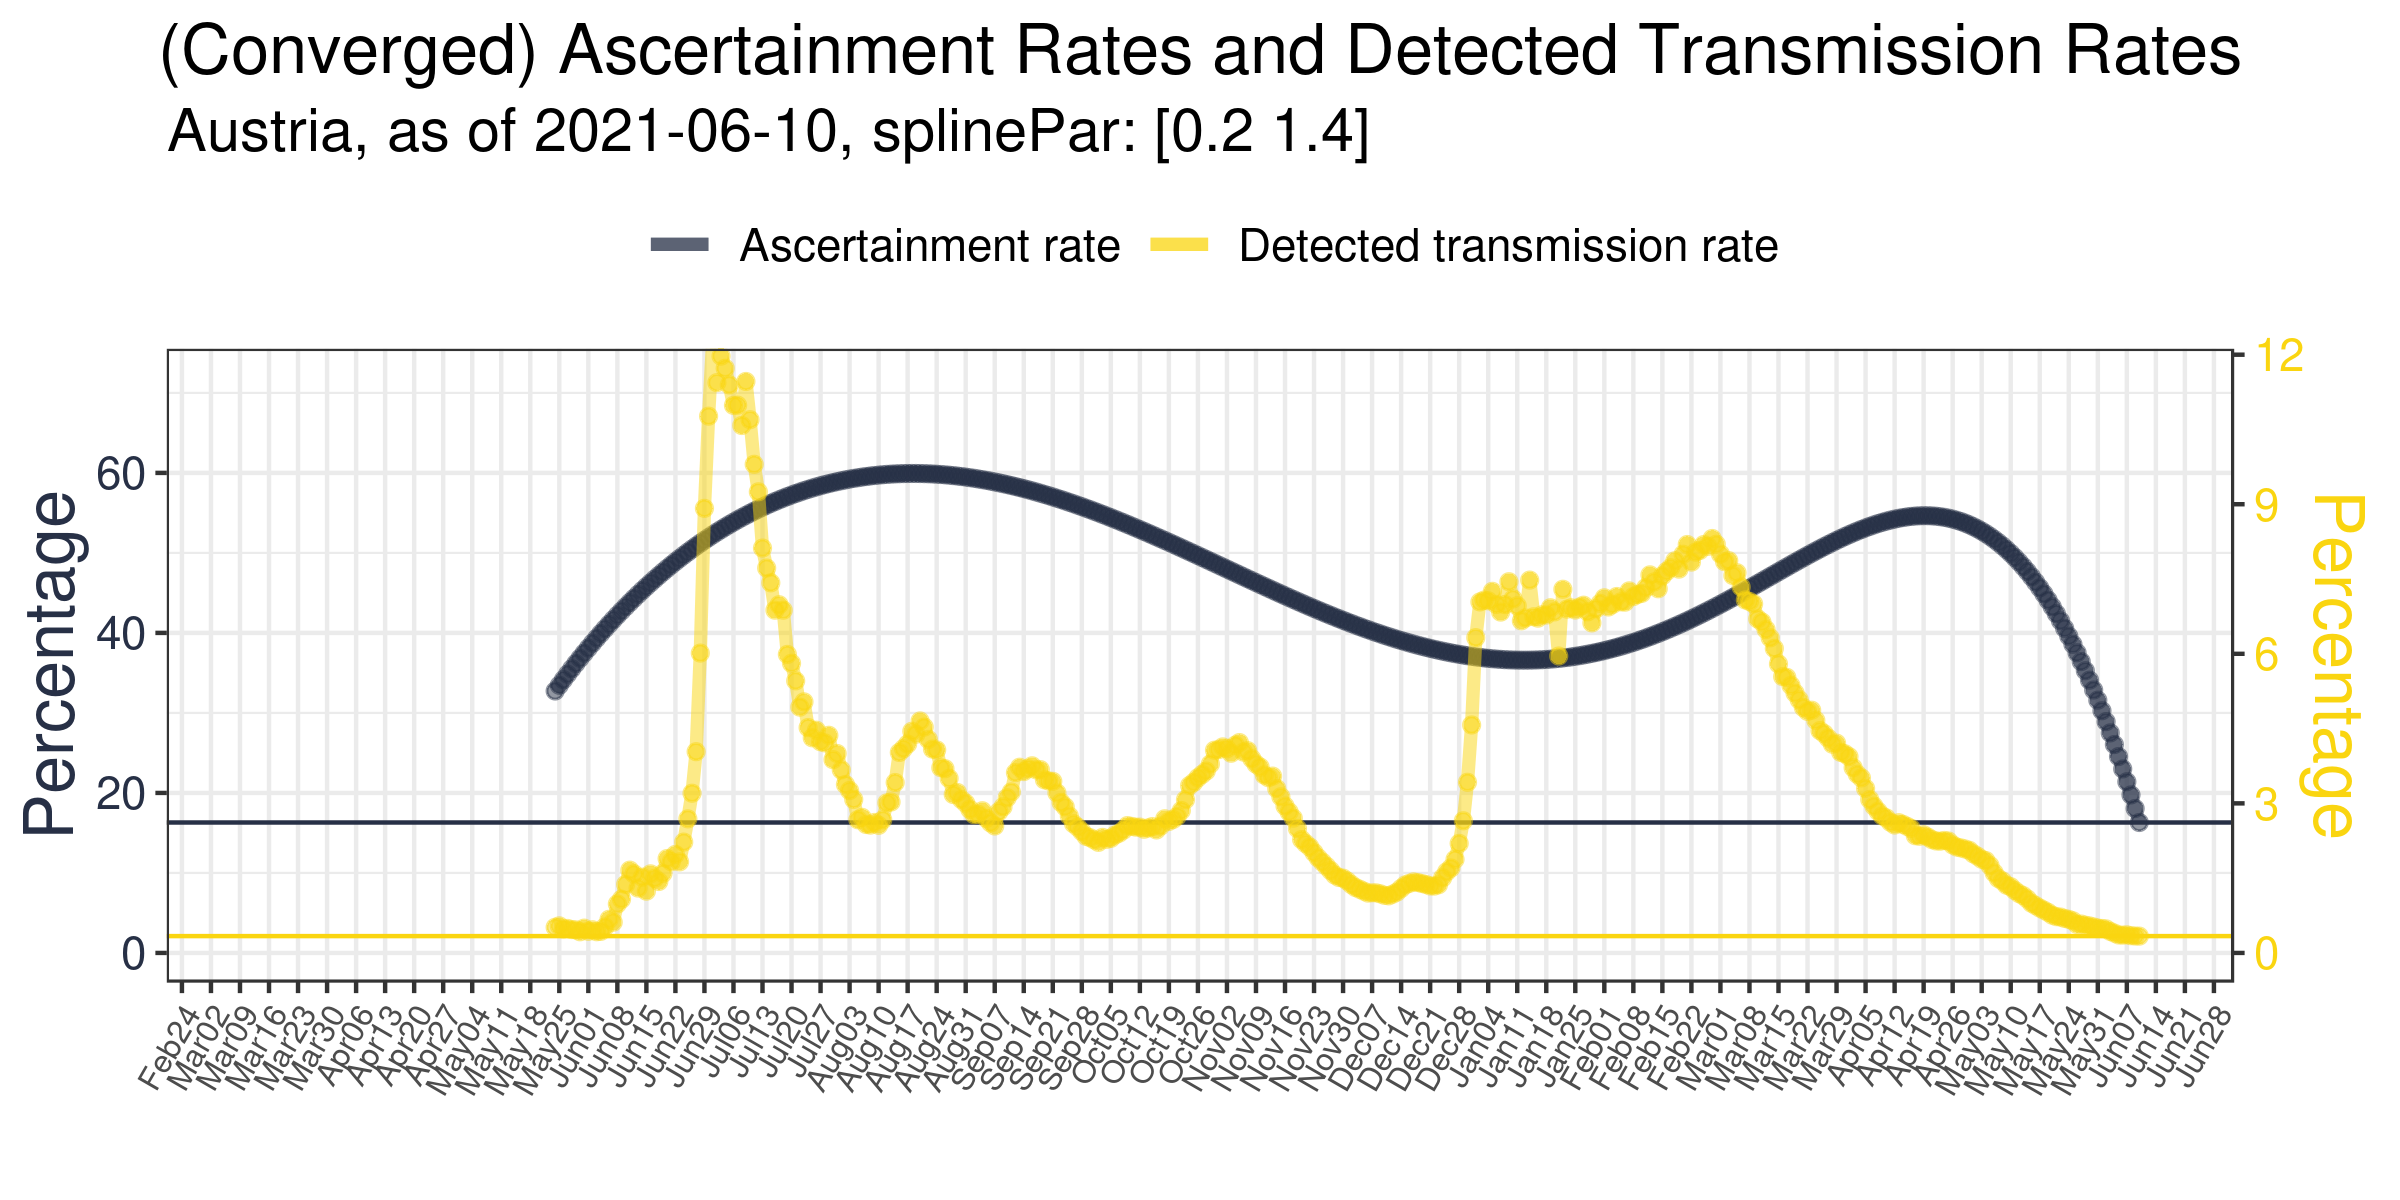 (Converged) Ascertainment Rates and Detected Transmission Rates
Austria, as of 2021-06-10, splinePar: [0.2 1.4]
Ascertainment rate
Detected transmission rate
Percentage
60
40
20
0
12
9
6
3
0
Percentage
Feb24
Mar02
Mar09
Mar16
Mar23
Mar30
Apr06
Apr13
Apr20
Apr27
May04
May11
May18
May25
Jun01
Jun08
Jun15
Jun22
Jun29
Jul06
Jul13
Jul20
Jul27
Aug03
Aug10
Aug17
Aug24
Aug31
Sep07
Sep14
Sep21
Sep28
Oct05
Oct12
Oct19
Oct26
Nov02
Nov09
Nov16
Nov23
Nov30
Dec07
Dec14
Dec21
Dec28
Jan04
Jan11
Jan18
Jan25
Feb01
Feb08
Feb15
Feb22
Mar01
Mar08
Mar15
Mar22
Mar29
Apr05
Apr12
Apr19
Apr26
May03
May10
May17
May24
May31
Jun07
Jun14
Jun21
Jun28